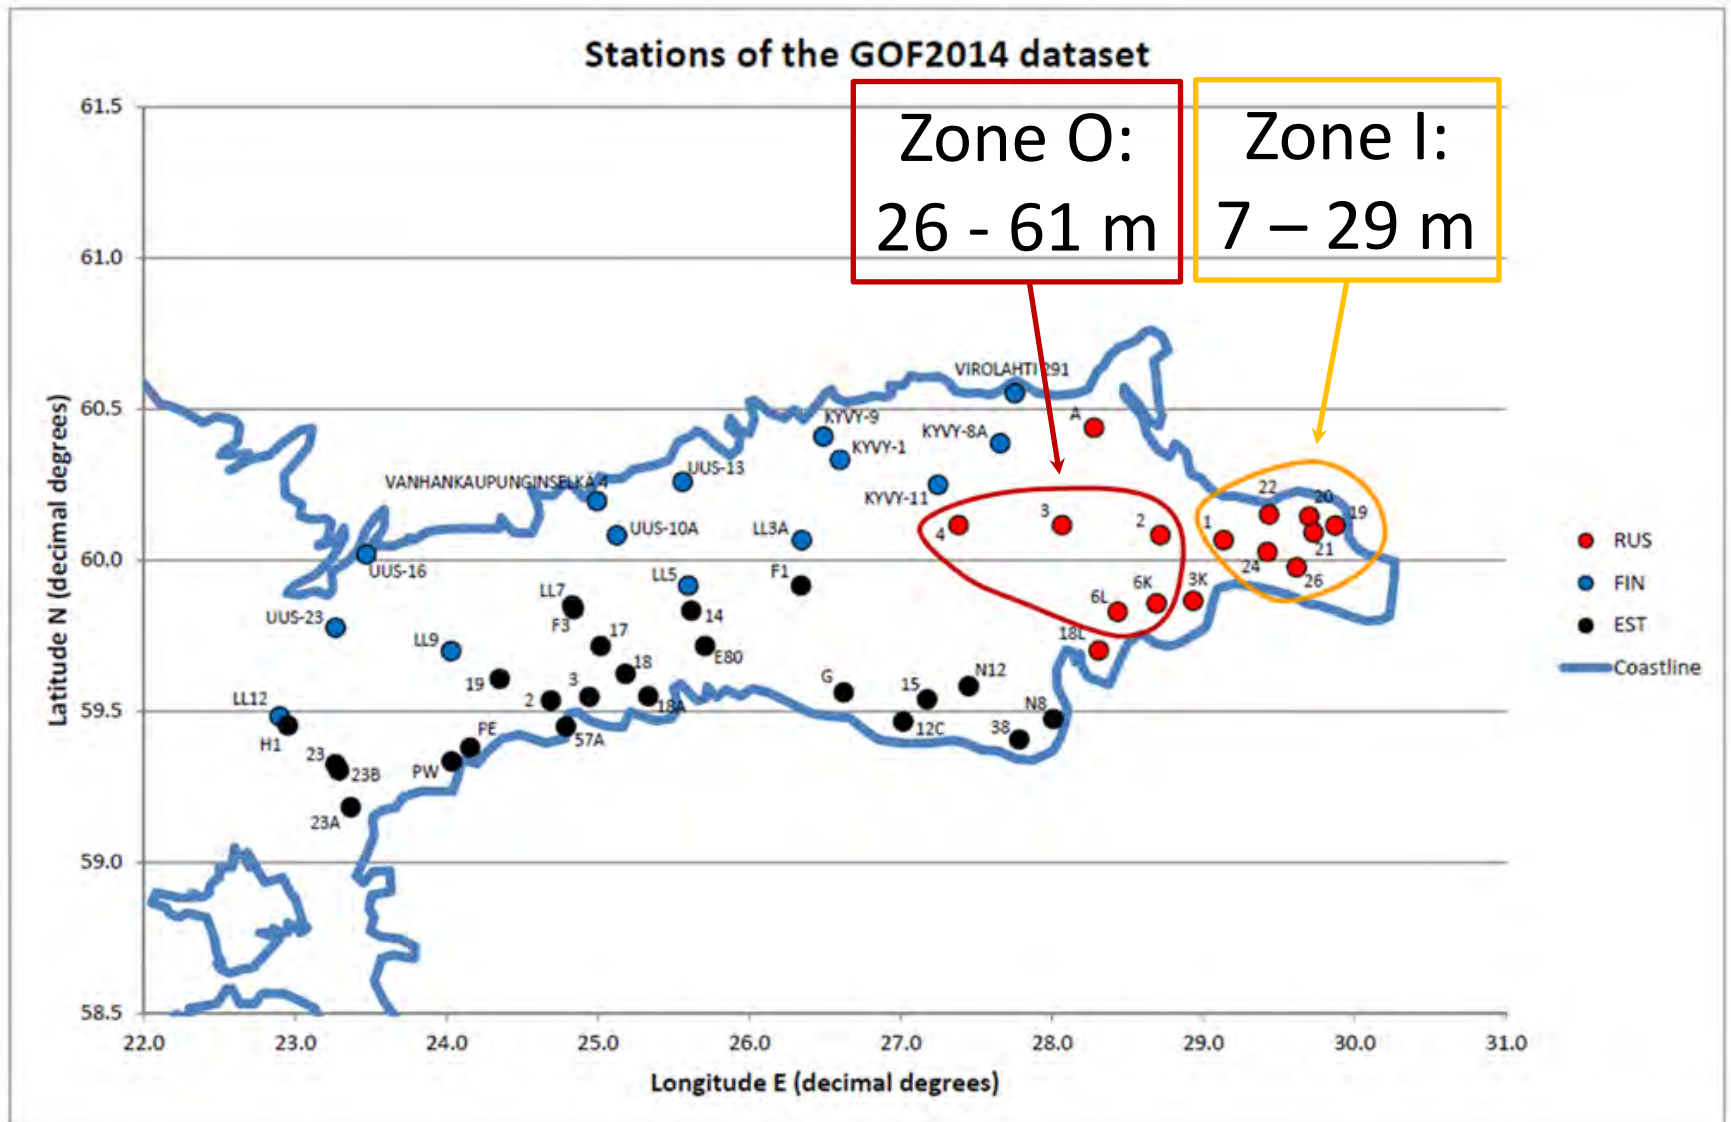 Stations of the GOF2014 dataset
Zone O:
26 - 61 m
Zone I:
7 – 29 m
61.5
61.0
60.5
60.0
59.5
59.0
58.5
Latitude N (decimal degrees)
VIROLAHTI 291
A
KYVY-9
KYVY-8A
KYVY-1
UUS-13
VANHANKAUPUNGINSELKÄ 4
KYVY-11
22
20
19
3
2
1
4
UUS-10A
LL3A
21
24
26
UUS-16
LL5
F1
6K
3K
LL7
6L
UUS-23
F3
14
17
18L
LL9
E80
18
N12
19
3
G
15
2
18A
N8
LL12
12C
38
H1
PE
57A
23
23B
PW
23A
22.0 23.0 24.0 25.0 26.0 27.0 28.0 29.0 30.0 31.0
Longitude E (decimal degrees)
RUS
FIN
EST
Coastline